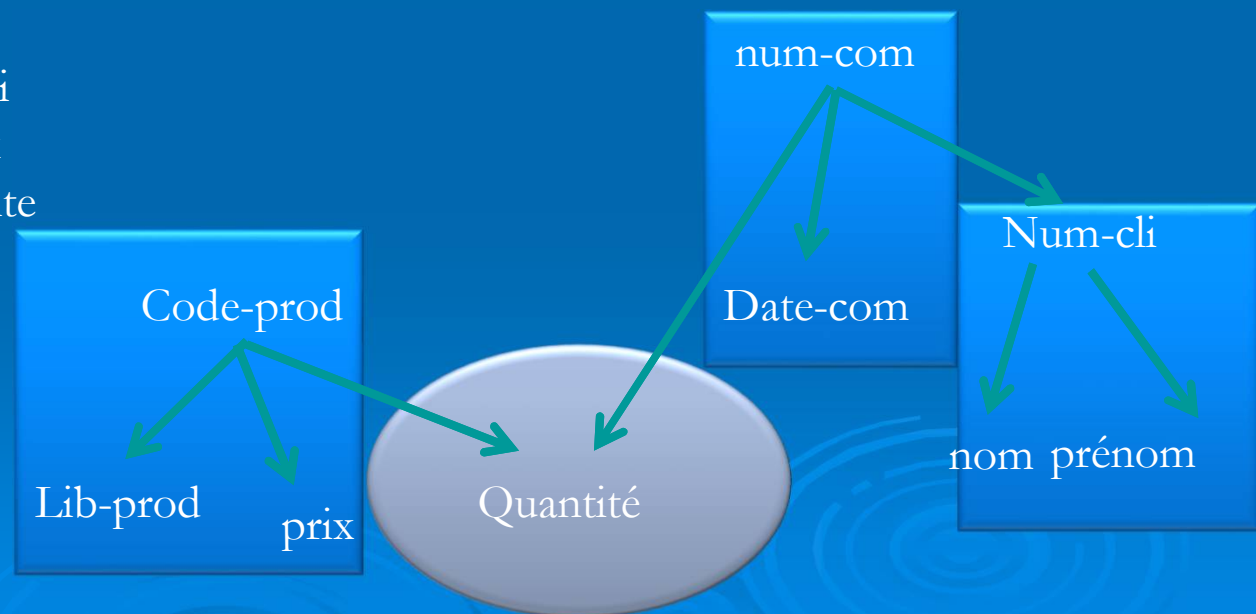 num-com
Num-cli
Code-prod
Date-com
nom prénom
Lib-prod
prix
Quantité